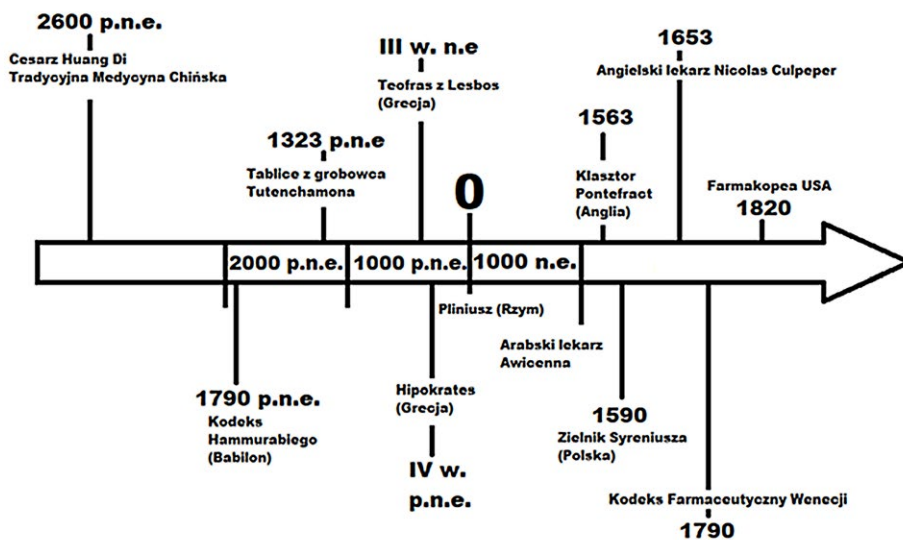 2600 p.n.e.
Cesarz Huang Di
Tradycyjna Medycyna Chińska
III w. n.e
Teofras z Lesbos
(Grecja)
1653
Angielski lekarz Nicolas Culpeper
1323 p.n.e
Tablice z grobowca
Tutenchamona
0
1563
Klasztor
Pontefract
(Anglia)
Farmakopea USA
1820
2000 p.n.e.
1000 p.n.e.
1000 n.e.
Pliniusz (Rzym)
Arabski lekarz
Awicenna
1790 p.n.e.
Kodeks
Hammurabiego
(Babilon)
Hipokrates
(Grecja)
IV w.
p.n.e.
1590
Zielnik Syreniusza
(Polska)
Kodeks Farmaceutyczny Wenecji
1790